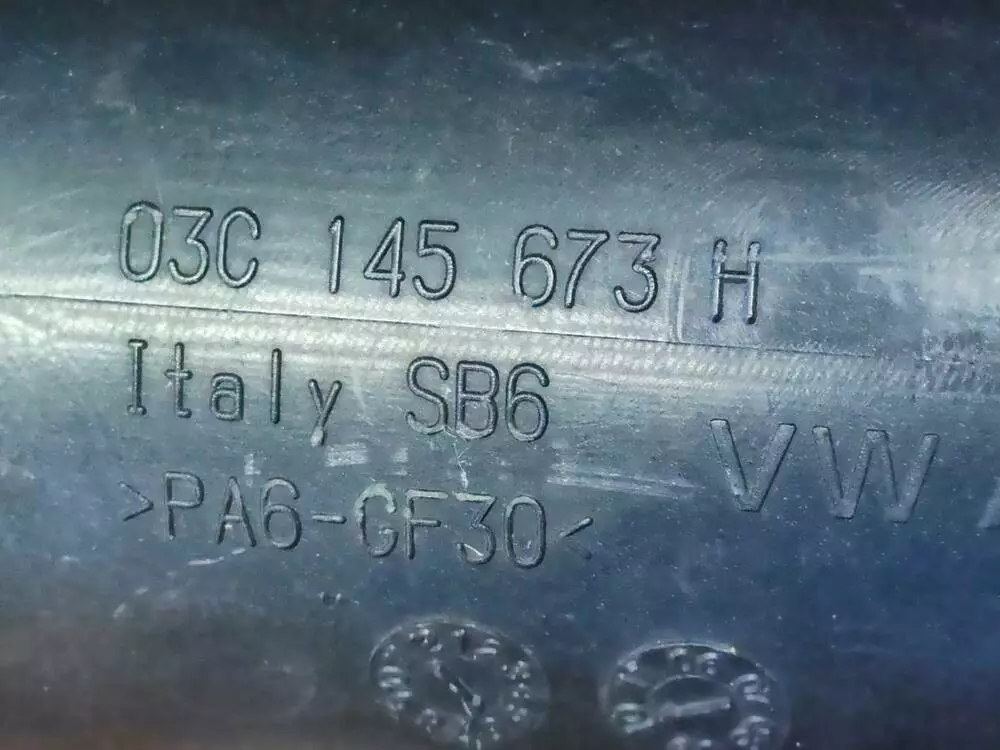 03C 145 673 H
Italy SB6
VW
>PA6-GF30<